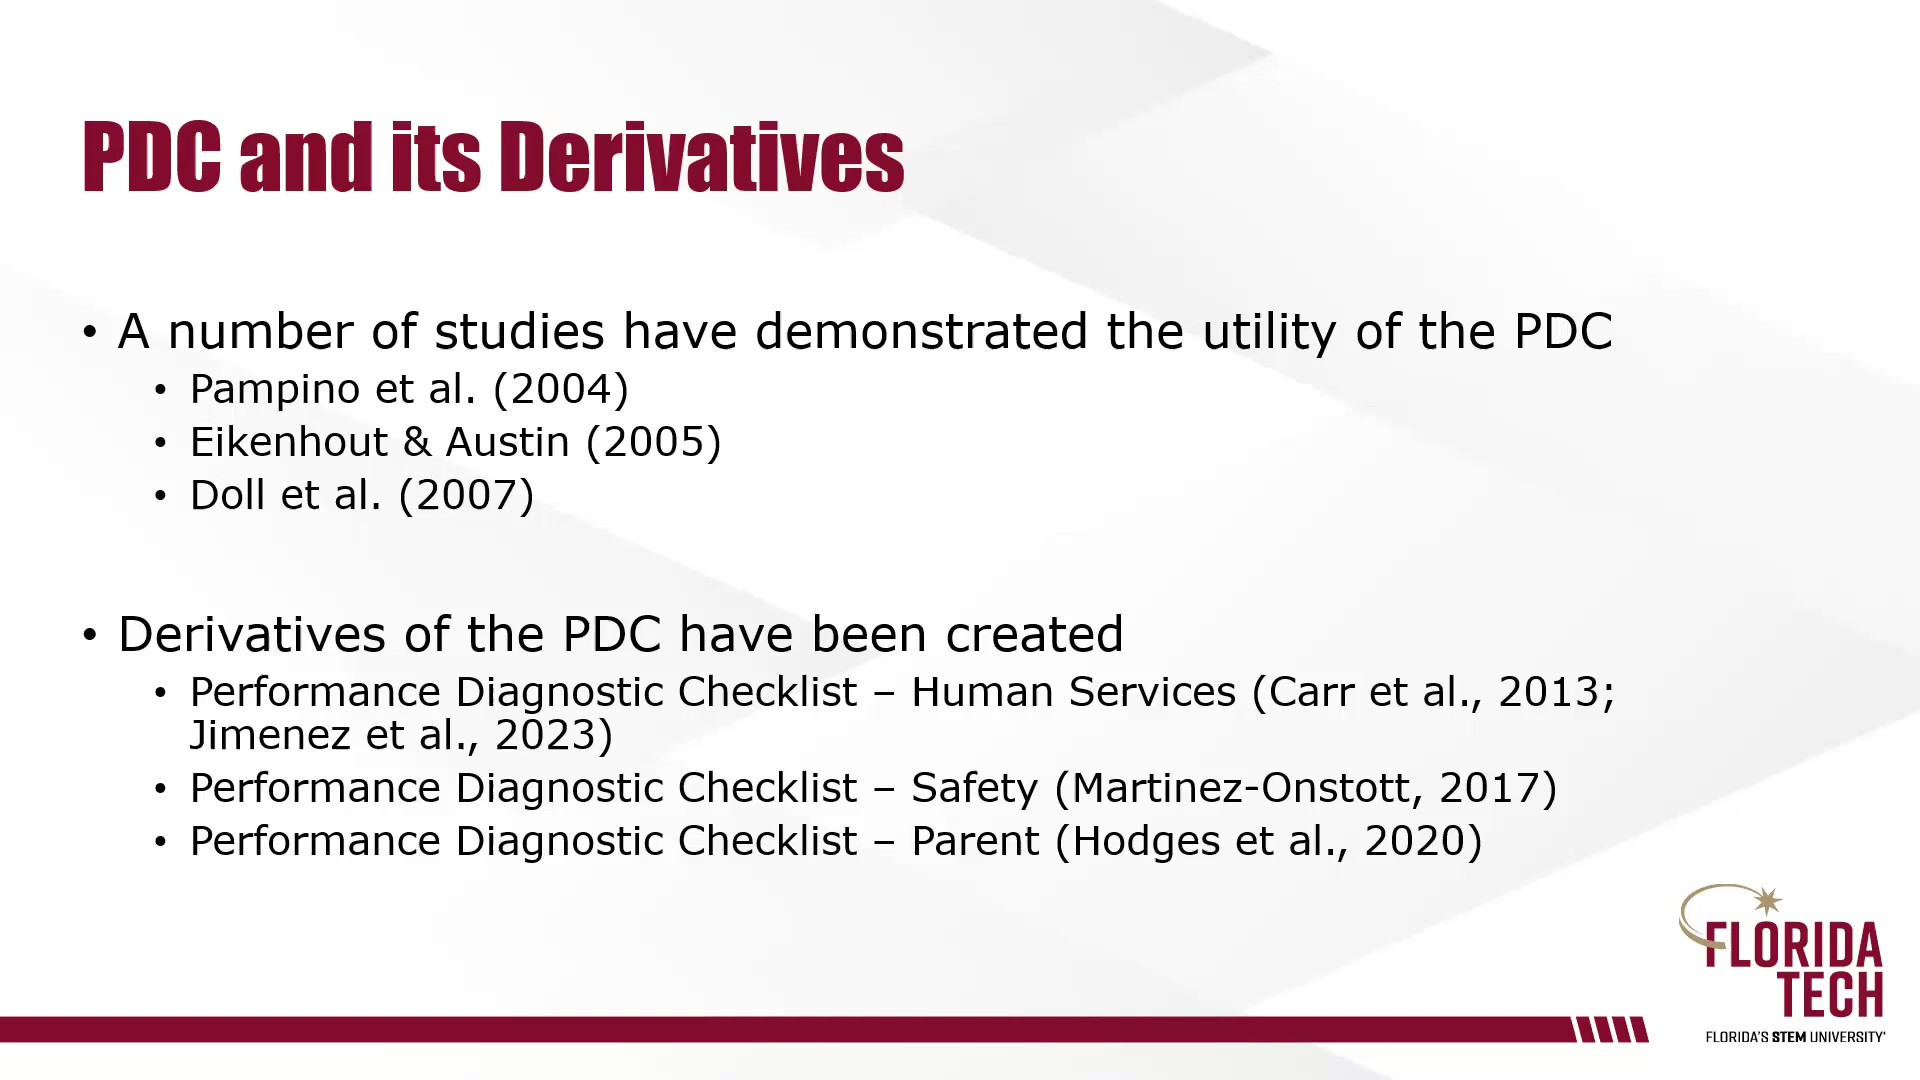 PDC and its Derivatives
• A number of studies have demonstrated the utility of the PDC
• Pampino et al. (2004)
• Eikenhout & Austin (2005)
• Doll et al. (2007)
• Derivatives of the PDC have been created
• Performance Diagnostic Checklist – Human Services (Carr et al., 2013;
Jimenez et al., 2023)
• Performance Diagnostic Checklist – Safety (Martinez-Onstott, 2017)
• Performance Diagnostic Checklist – Parent (Hodges et al., 2020)
FLORIDA
TECH
FLORIDA'S STEM UNIVERSITY'